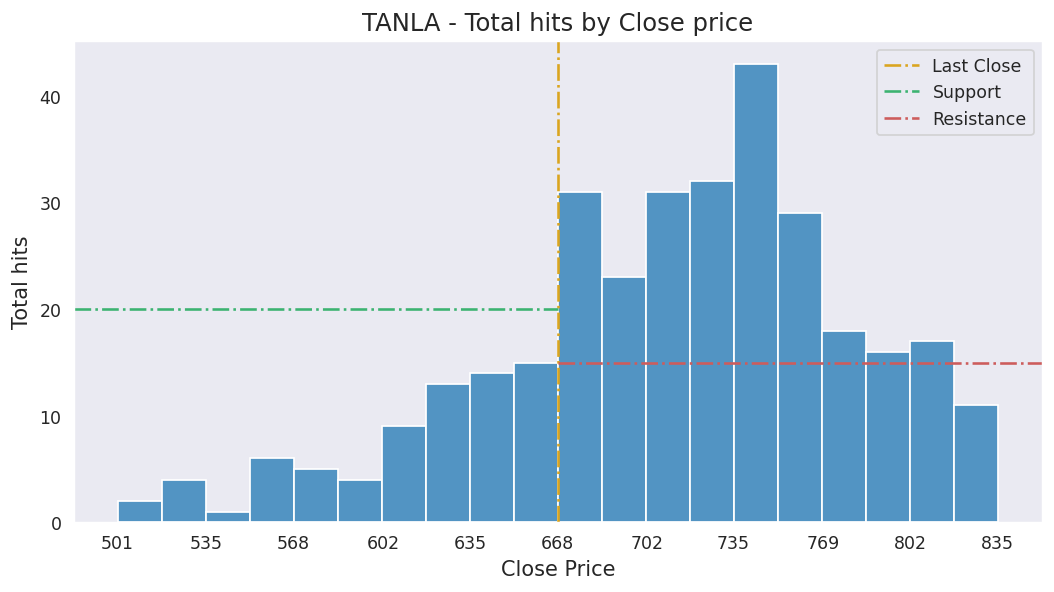 TANLA - Total hits by Close price
Last Close
Support
Resistance
Total hits
40
30
20
10
0
501 535 568 602 635 668 702 735 769 802 835
Close Price